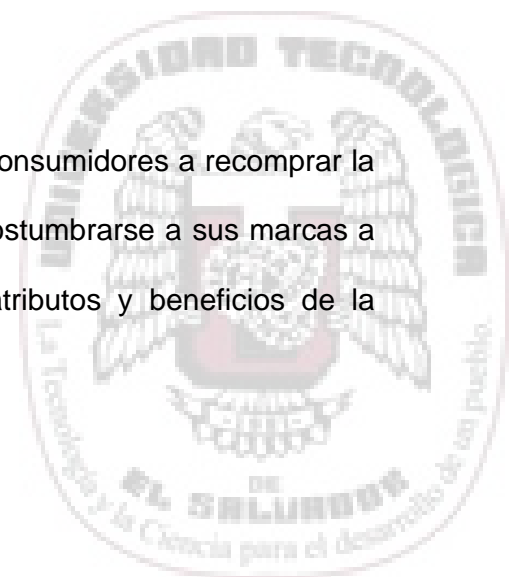 UNIVERSIDAD TECNOLOGICA
onsumidores a recomprar la
ostumbrarse a sus marcas a
atributos y beneficios de la
La Tecnología y la Ciencia para el desarrollo de un pueblo.
DE
EL SALVADOR